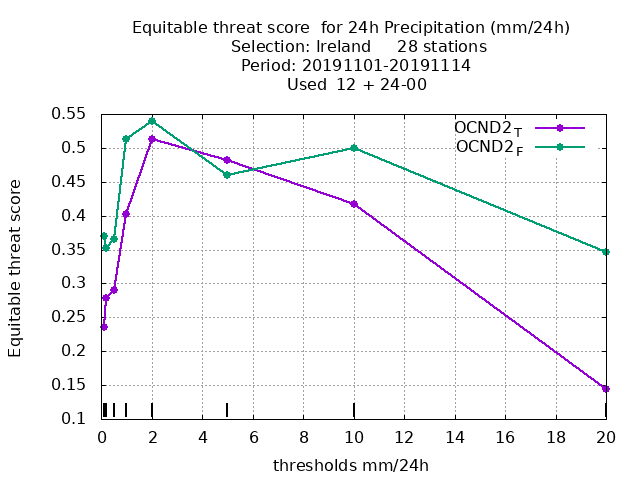 Equitable threat score  for 24h Precipitation (mm/24h)
Selection: Ireland     28 stations
Period: 20191101-20191114
Used  12 + 24-00
OCND2T
OCND2F
Equitable threat score
0.55
0.5
0.45
0.4
0.35
0.3
0.25
0.2
0.15
0.1
0 2 4 6 8 10 12 14 16 18 20
thresholds mm/24h